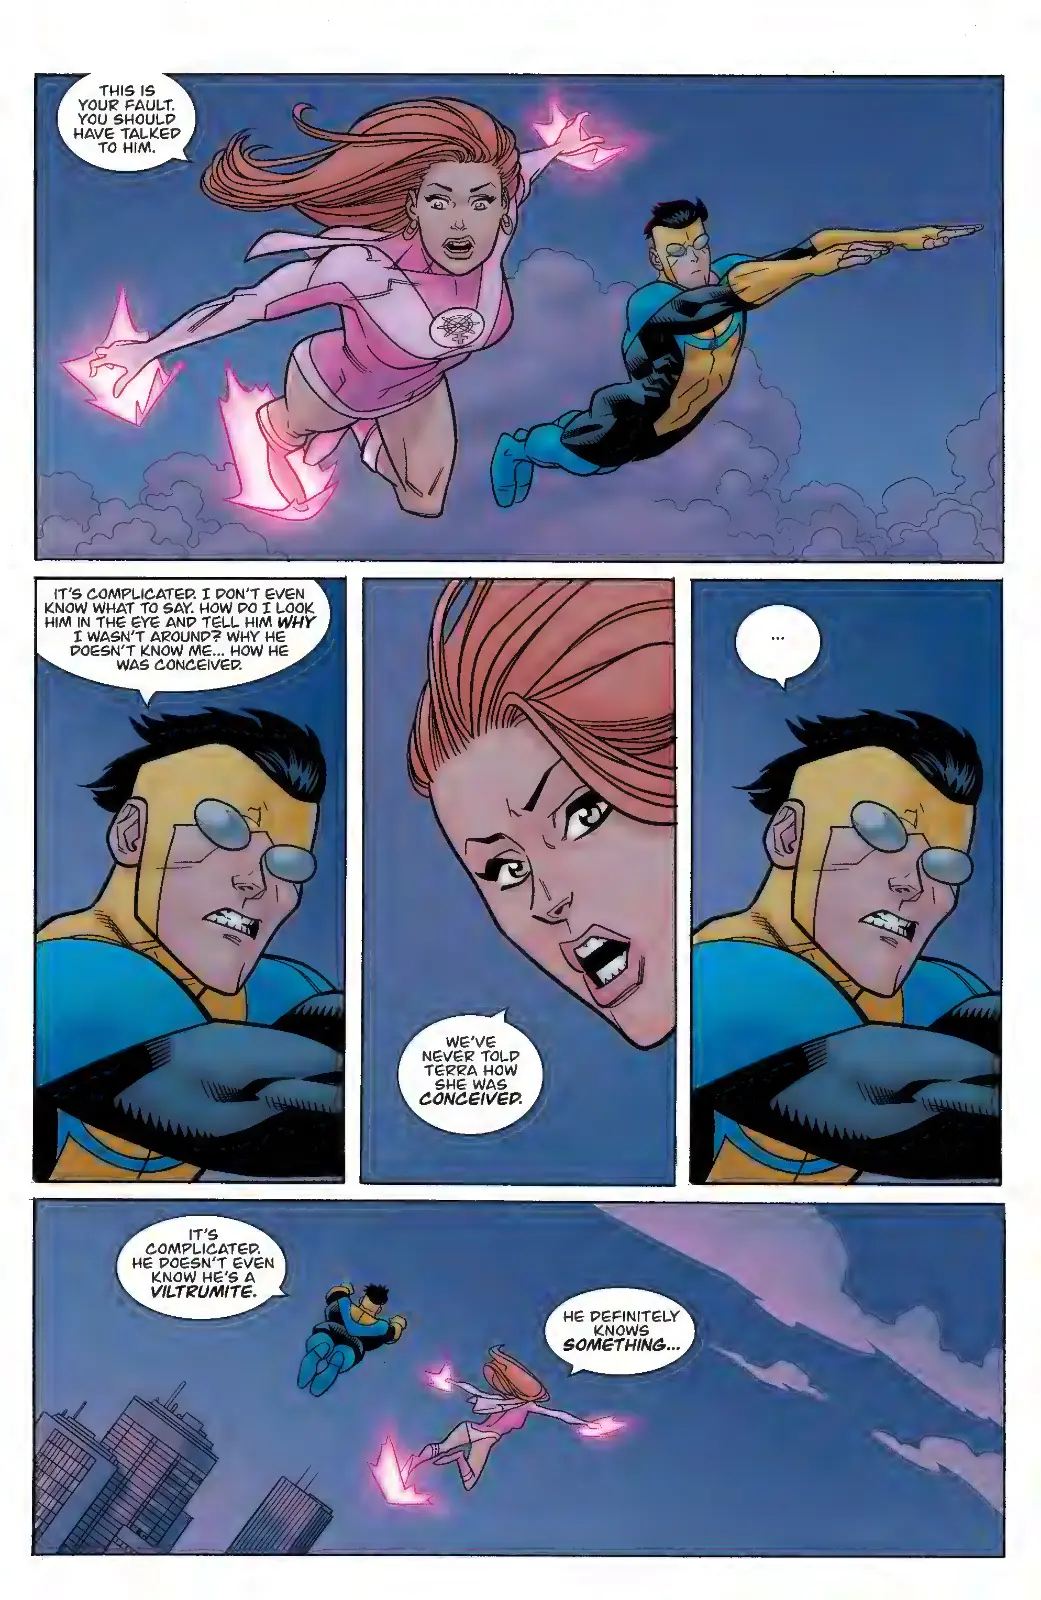 THIS IS
YOUR FAULT.
YOU SHOULD
HAVE TALKED
TO HIM.
IT'S COMPLICATED. I DON'T EVEN
KNOW WHAT TO SAY. HOW DO I LOOK
HIM IN THE EYE AND TELL HIM WHY
I WASN'T AROUND? WHY HE
DOESN'T KNOW ME... HOW HE
WAS CONCEIVED.
WE'VE
NEVER TOLD
TERRA HOW
SHE WAS
CONCEIVED.
...
IT'S
COMPLICATED.
HE DOESN'T EVEN
KNOW HE'S A
VILTRUMITE.
HE DEFINITELY
KNOWS
SOMETHING...